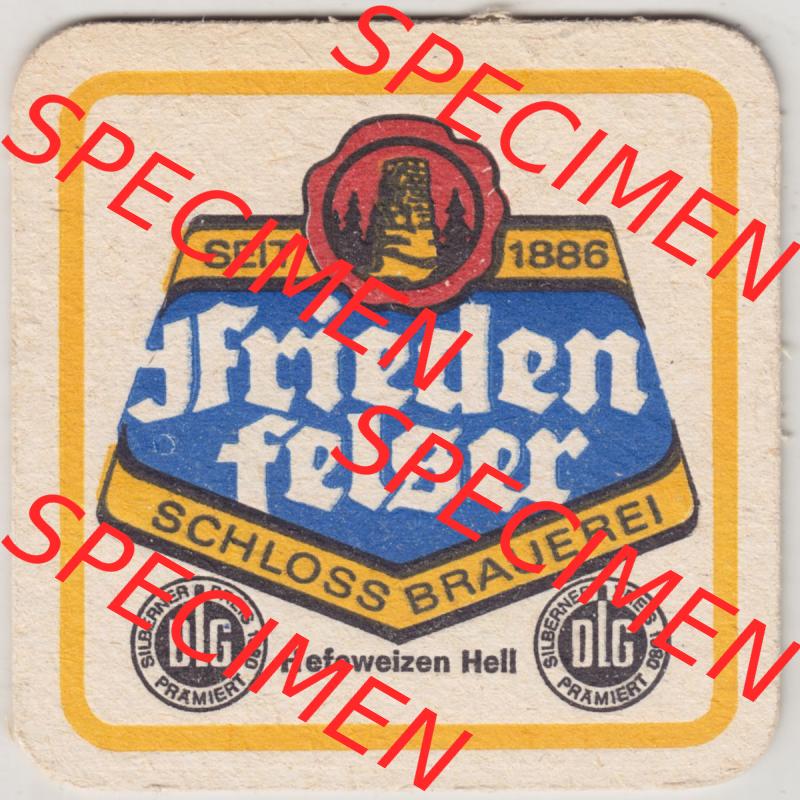 SEIT 1886
Frieden
felser
SCHLOSS BRAUEREI
Hefeweizen Hell
SILBERNER PREIS
DLG
PRÄMIERT
SILBERNER PREIS
DLG
PRÄMIERT
SPECIMEN
SPECIMEN
SPECIMEN
SPECIMEN